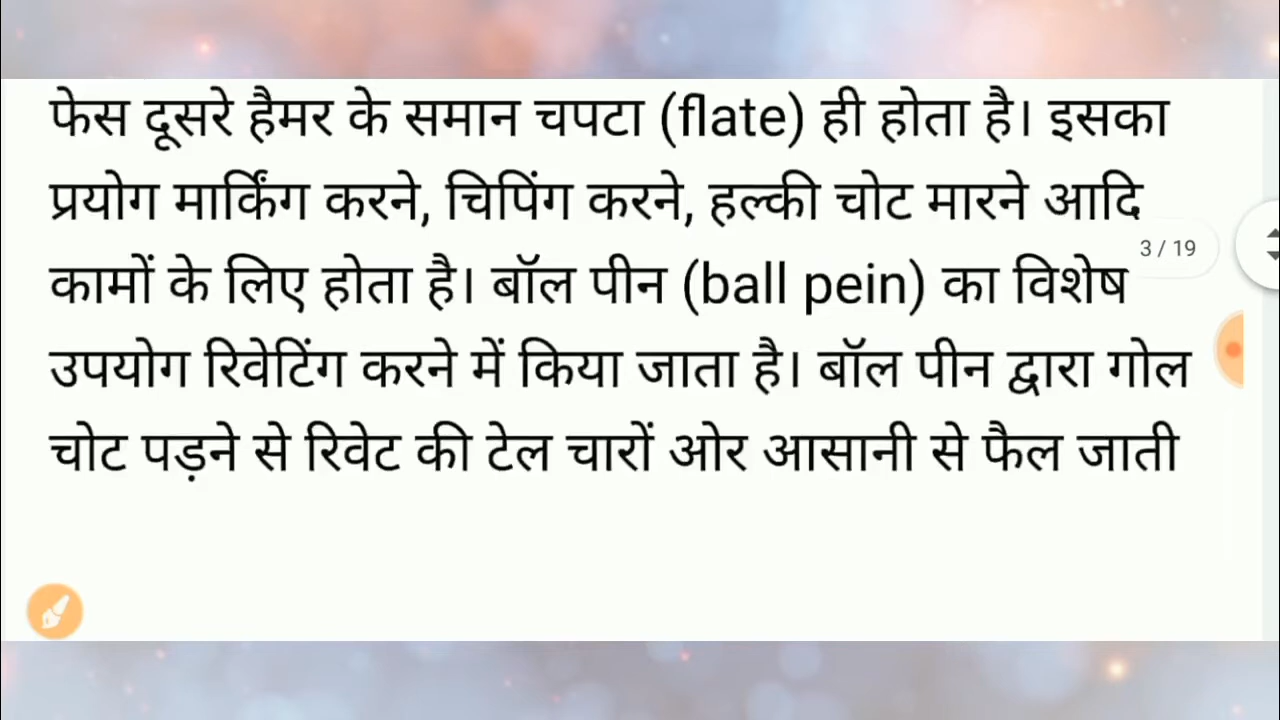 फेस दूसरे हैमर के समान चपटा (flate) ही होता है। इसका
प्रयोग मार्किंग करने, चिपिंग करने, हल्की चोट मारने आदि
3 / 19
कामों के लिए होता है। बॉल पीन (ball pein) का विशेष
उपयोग रिवेटिंग करने में किया जाता है। बॉल पीन द्वारा गोल
चोट पड़ने से रिवेट की टेल चारों ओर आसानी से फैल जाती